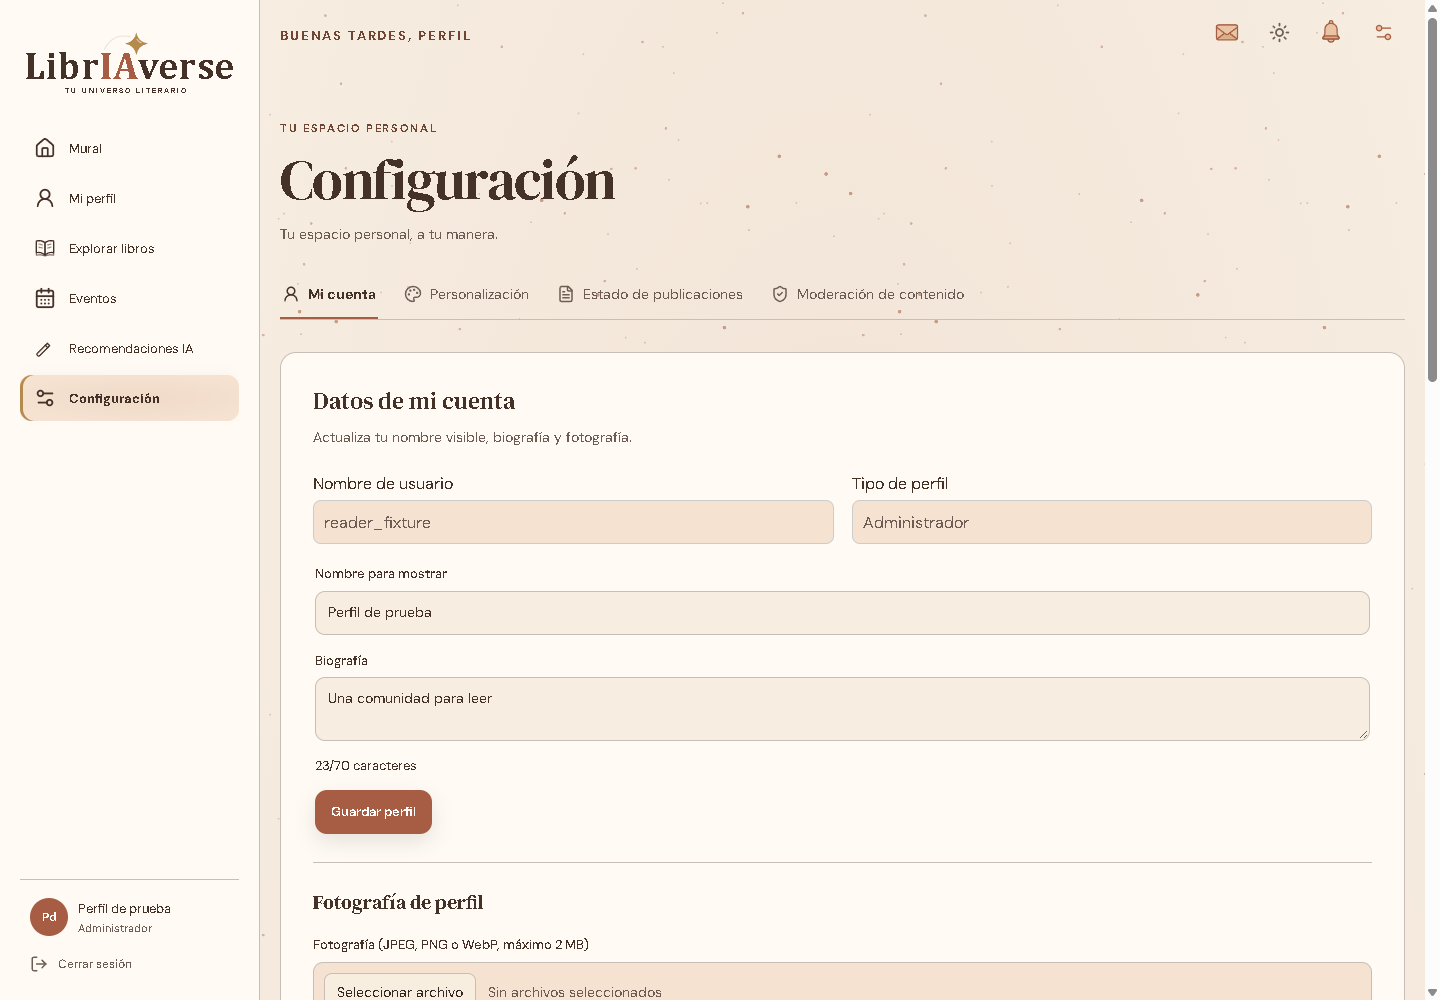 LibrIAverse
TU UNIVERSO LITERARIO
Mural
Mi perfil
Explorar libros
Eventos
Recomendaciones IA
Configuración
Pd
Perfil de prueba
Administrador
Cerrar sesión
BUENAS TARDES, PERFIL
TU ESPACIO PERSONAL
Configuración
Tu espacio personal, a tu manera.
Mi cuenta
Personalización
Estado de publicaciones
Moderación de contenido
Datos de mi cuenta
Actualiza tu nombre visible, biografía y fotografía.
Nombre de usuario
Tipo de perfil
reader_fixture
Administrador
Nombre para mostrar
Perfil de prueba
Biografía
Una comunidad para leer
23/70 caracteres
Guardar perfil
Fotografía de perfil
Fotografía (JPEG, PNG o WebP, máximo 2 MB)
Seleccionar archivo
Sin archivos seleccionados